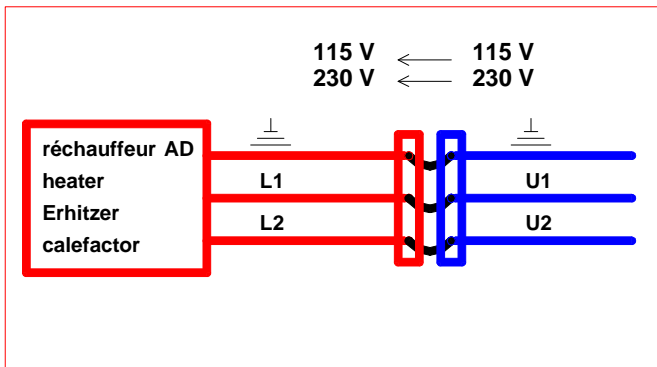 115 V 115 V
230 V 230 V
réchauffeur AD
heater L1 U1
Erhitzer
L2 U2
calefactor